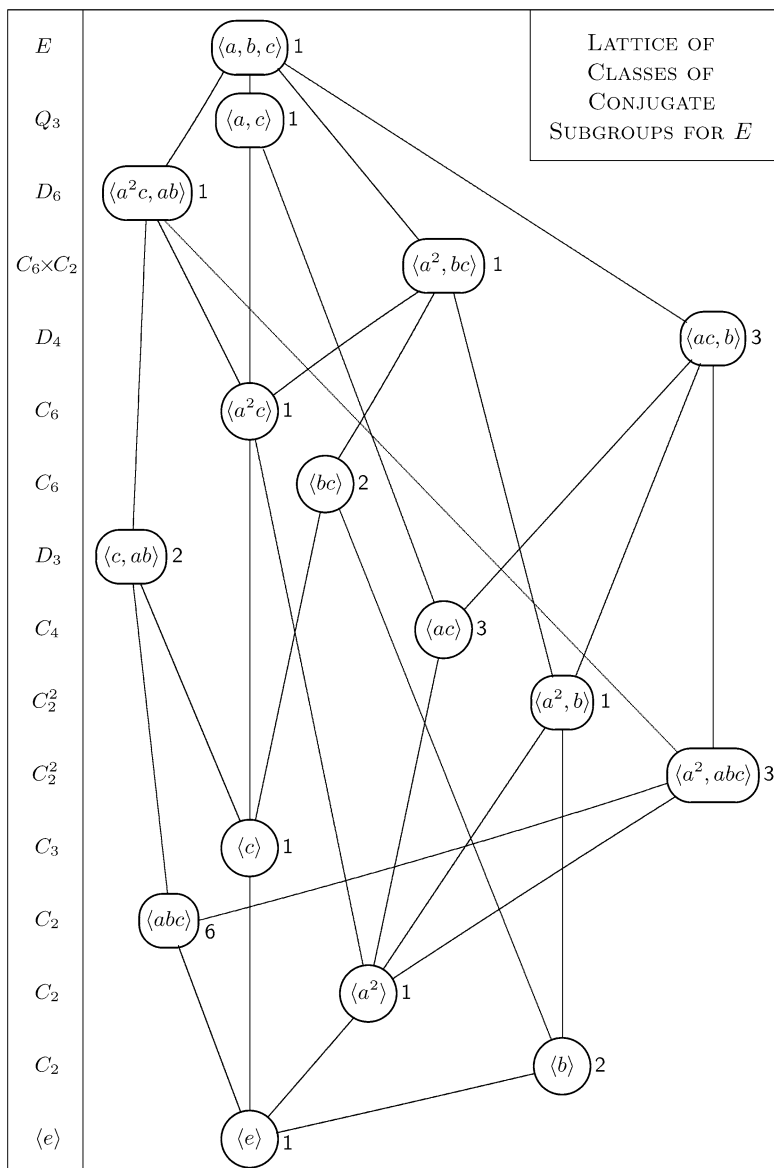 E ⟨a, b, c⟩ 1
LATTICE OF
CLASSES OF
CONJUGATE
SUBGROUPS FOR E
Q₃ ⟨a, c⟩ 1
D₆ ⟨a²c, ab⟩ 1
C₆×C₂ ⟨a², bc⟩ 1
D₄ ⟨ac, b⟩ 3
C₆ ⟨a²c⟩ 1
C₆ ⟨bc⟩ 2
D₃ ⟨c, ab⟩ 2
C₄ ⟨ac⟩ 3
C₂² ⟨a², b⟩ 1
C₂² ⟨a², abc⟩ 3
C₃ ⟨c⟩ 1
C₂ ⟨abc⟩ 6
C₂ ⟨a²⟩ 1
C₂ ⟨b⟩ 2
⟨e⟩ ⟨e⟩ 1